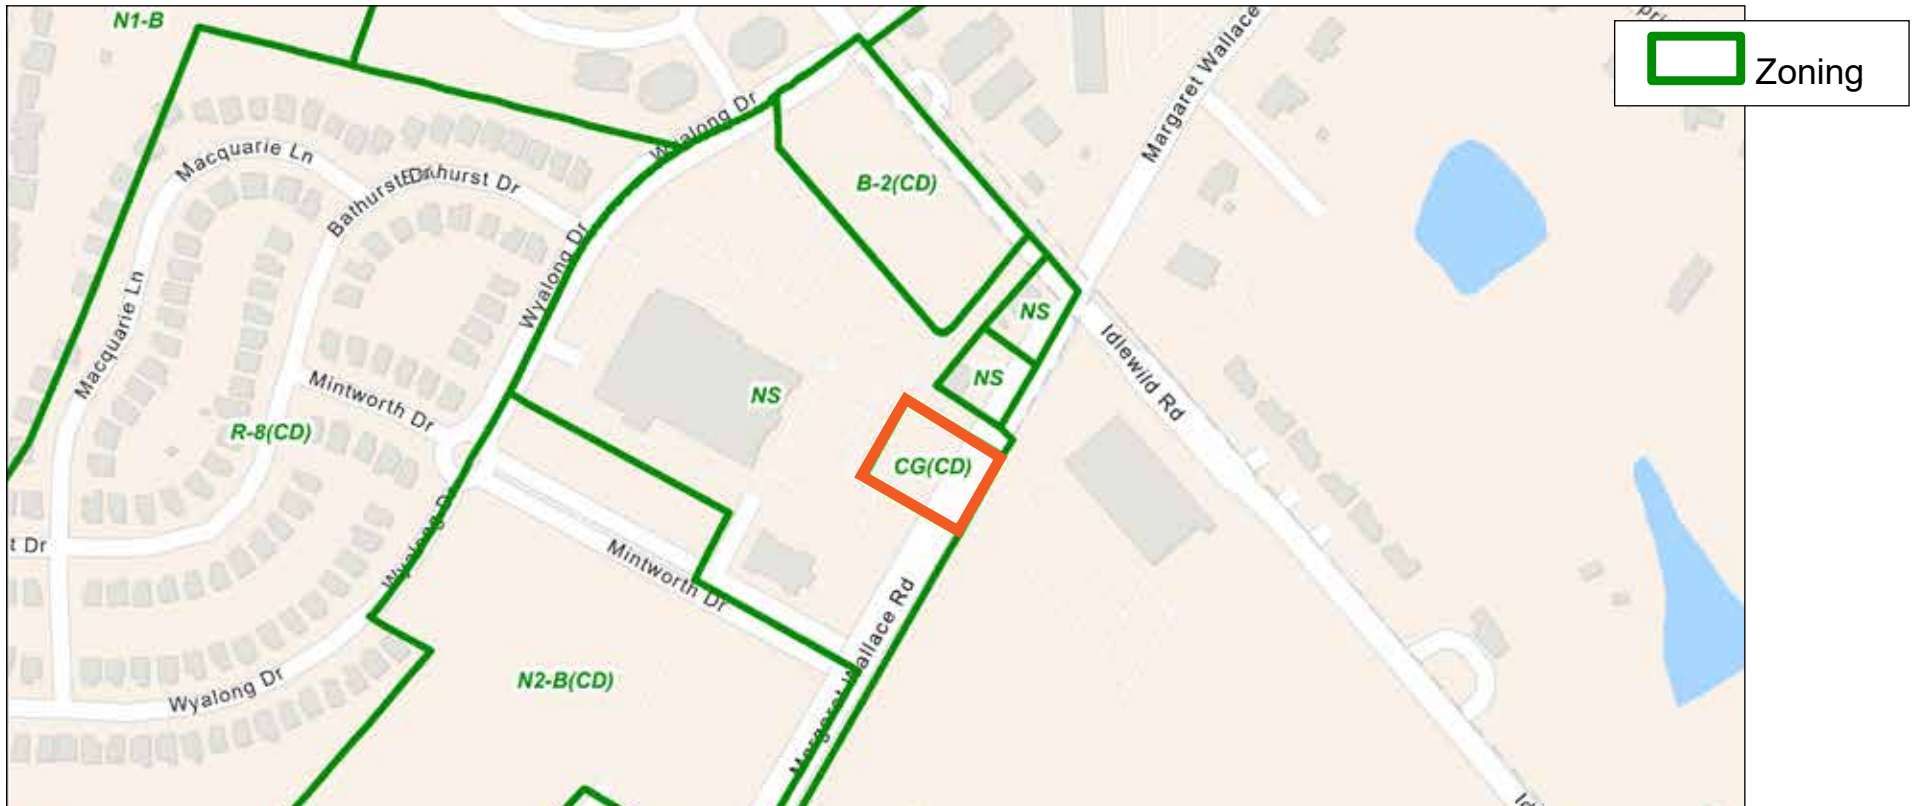 N1-B
Margaret Wallace
Zoning
Wyalong Dr
Macquarie Ln
Bathurst Dr
hurst Dr
B-2(CD)
Wyalong Dr
Macquarie Ln
NS
Idlewild Rd
NS
NS
Mintworth Dr
R-8(CD)
CG(CD)
Wyalong Dr
t Dr
Mintworth Dr
Margaret Wallace Rd
N2-B(CD)
Wyalong Dr